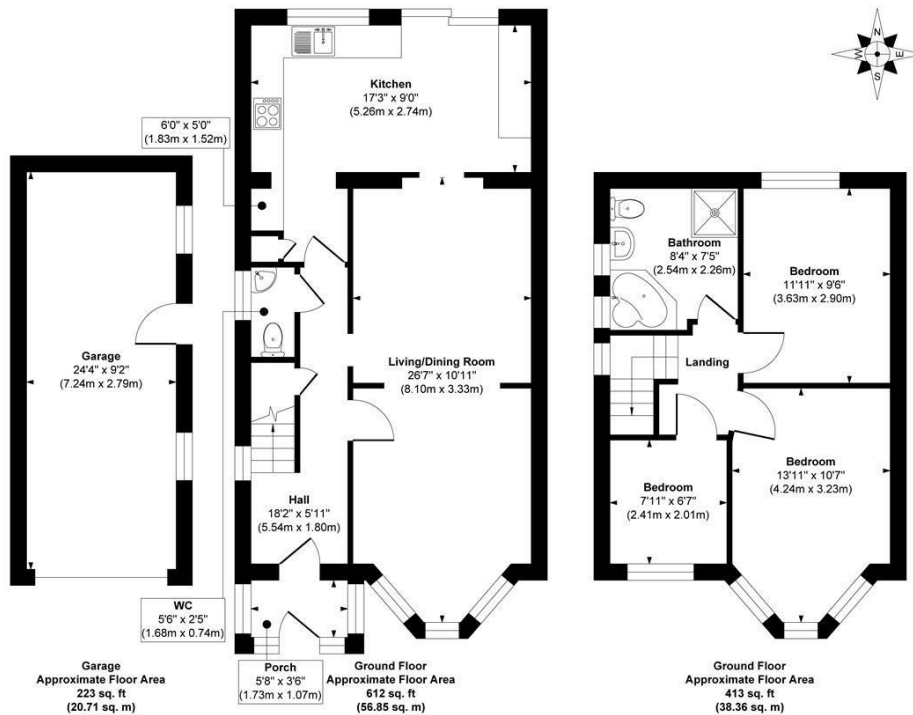 N
W
E
S
Kitchen
17'3" x 9'0"
(5.26m x 2.74m)
6'0" x 5'0"
(1.83m x 1.52m)
Garage
24'4" x 9'2"
(7.24m x 2.79m)
Living/Dining Room
26'7" x 10'11"
(8.10m x 3.33m)
Hall
18'2" x 5'11"
(5.54m x 1.80m)
WC
5'6" x 2'5"
(1.68m x 0.74m)
Porch
5'8" x 3'6"
(1.73m x 1.07m)
Bathroom
8'4" x 7'5"
(2.54m x 2.26m)
Bedroom
11'11" x 9'6"
(3.63m x 2.90m)
Landing
Bedroom
13'11" x 10'7"
(4.24m x 3.23m)
Bedroom
7'11" x 6'7"
(2.41m x 2.01m)
Garage
Approximate Floor Area
223 sq. ft
(20.71 sq. m)
Ground Floor
Approximate Floor Area
612 sq. ft
(56.85 sq. m)
Ground Floor
Approximate Floor Area
413 sq. ft
(38.36 sq. m)